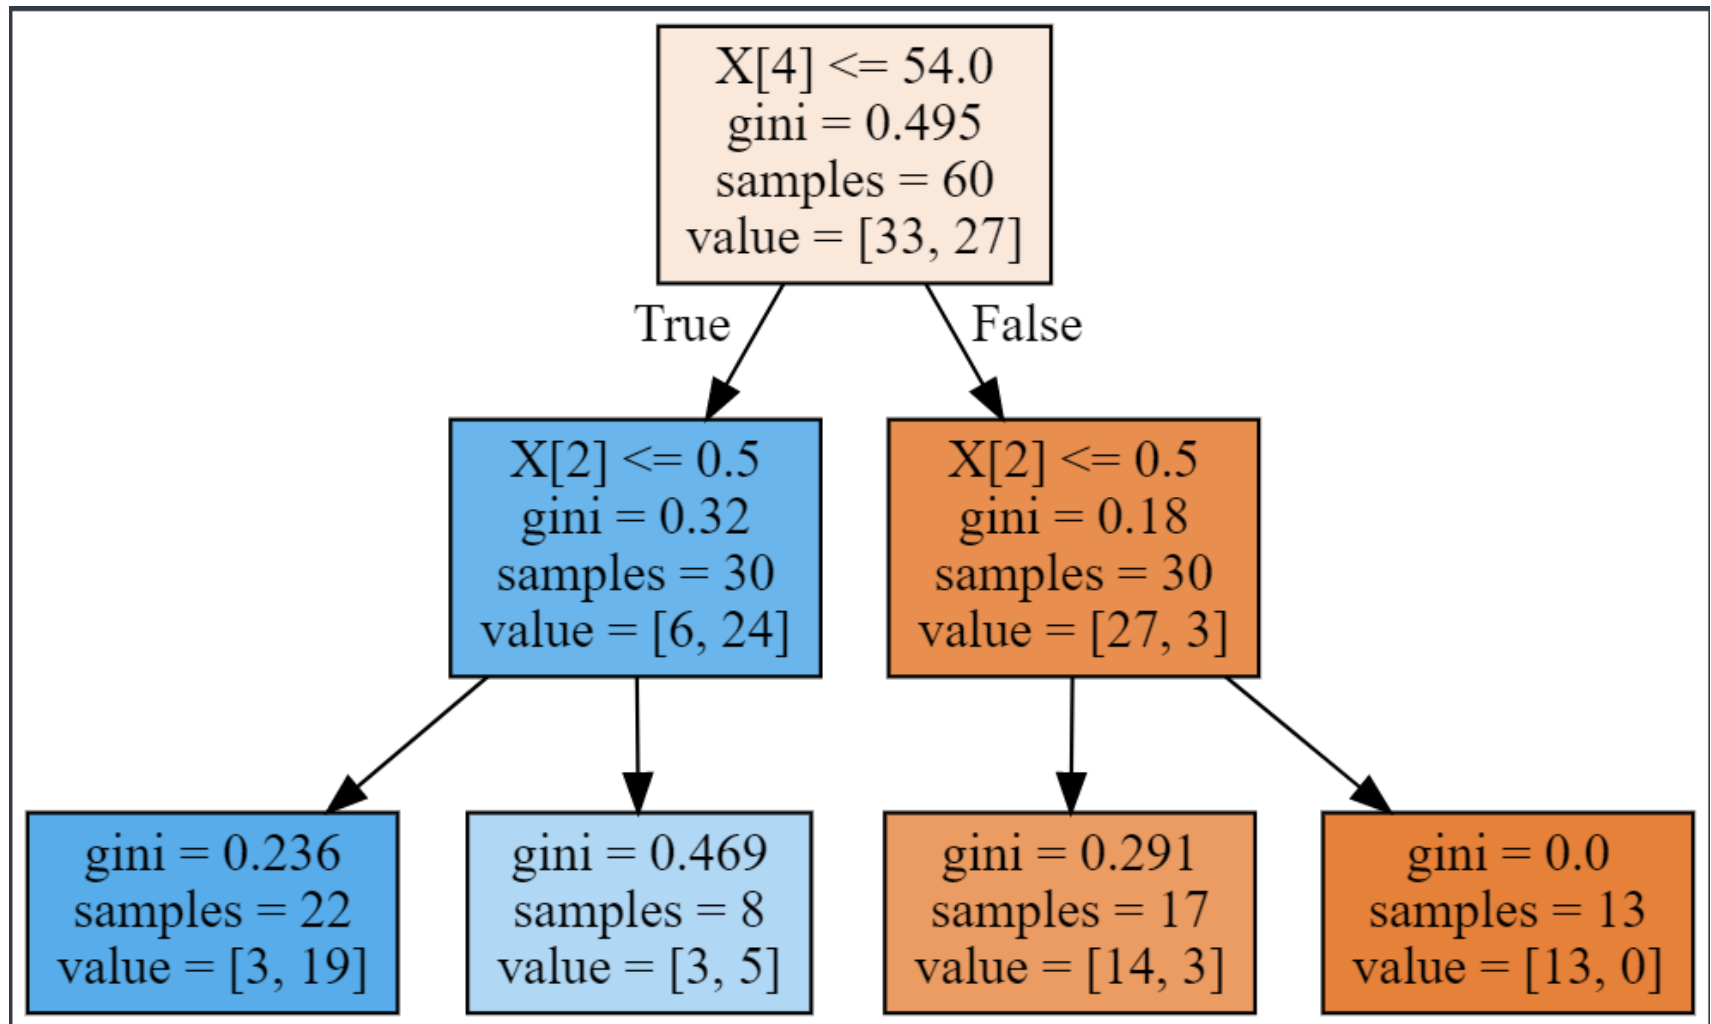 X[4] <= 54.0
gini = 0.495
samples = 60
value = [33, 27]
True
False
X[2] <= 0.5
gini = 0.32
samples = 30
value = [6, 24]
X[2] <= 0.5
gini = 0.18
samples = 30
value = [27, 3]
gini = 0.236
samples = 22
value = [3, 19]
gini = 0.469
samples = 8
value = [3, 5]
gini = 0.291
samples = 17
value = [14, 3]
gini = 0.0
samples = 13
value = [13, 0]